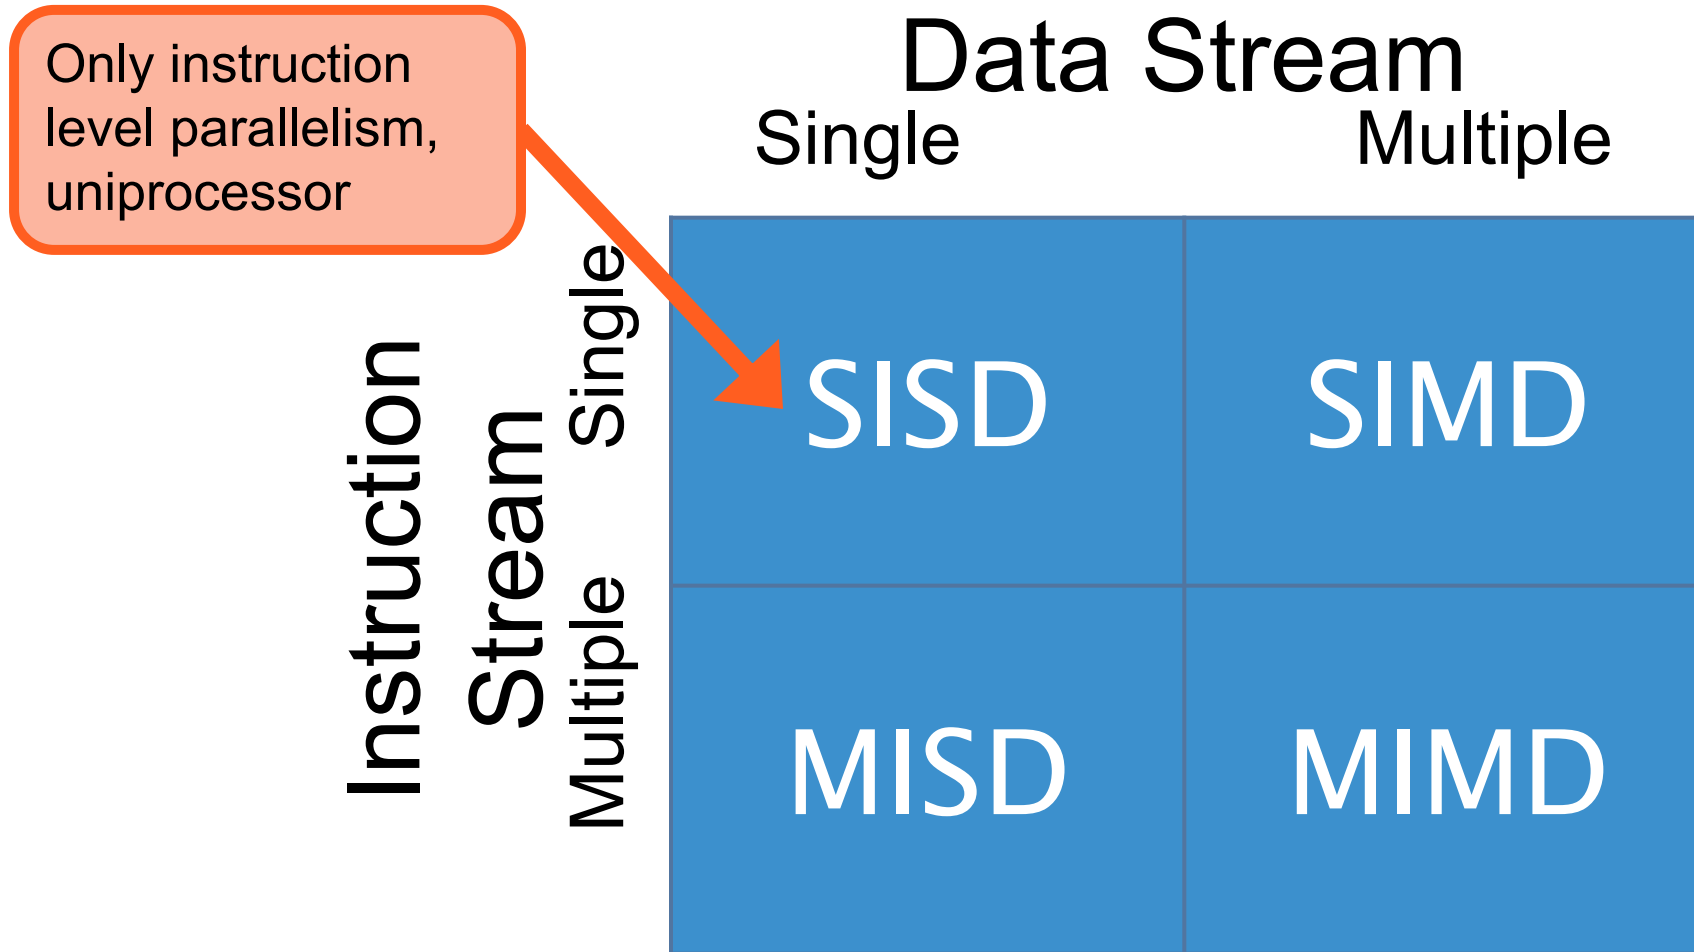 Only instruction
level parallelism,
uniprocessor
Data Stream
Single Multiple
Instruction
Stream
Single
Multiple
SISD SIMD
MISD MIMD